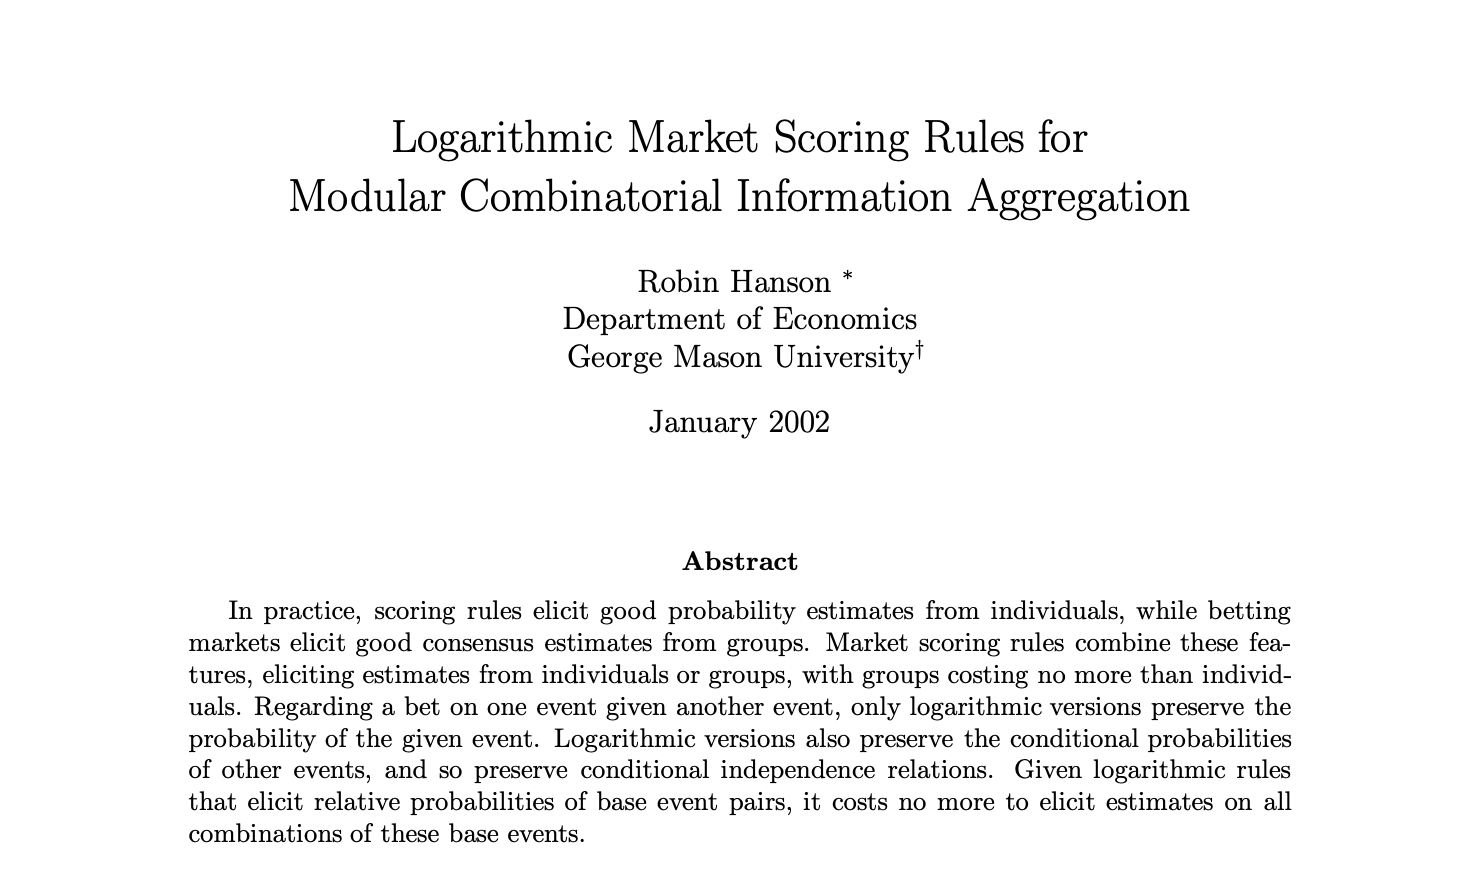 Logarithmic Market Scoring Rules for
Modular Combinatorial Information Aggregation
Robin Hanson *
Department of Economics
George Mason University†
January 2002
Abstract
In practice, scoring rules elicit good probability estimates from individuals, while betting
markets elicit good consensus estimates from groups. Market scoring rules combine these fea-
tures, eliciting estimates from individuals or groups, with groups costing no more than individ-
uals. Regarding a bet on one event given another event, only logarithmic versions preserve the
probability of the given event. Logarithmic versions also preserve the conditional probabilities
of other events, and so preserve conditional independence relations. Given logarithmic rules
that elicit relative probabilities of base event pairs, it costs no more to elicit estimates on all
combinations of these base events.